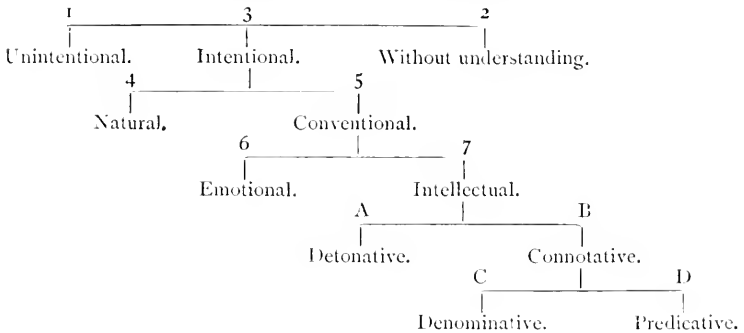 1 3 2
Unintentional. Intentional. Without understanding.
4 5
Natural. Conventional.
6 7
Emotional. Intellectual.
A B
Detonative. Connotative.
C D
Denominative. Predicative.